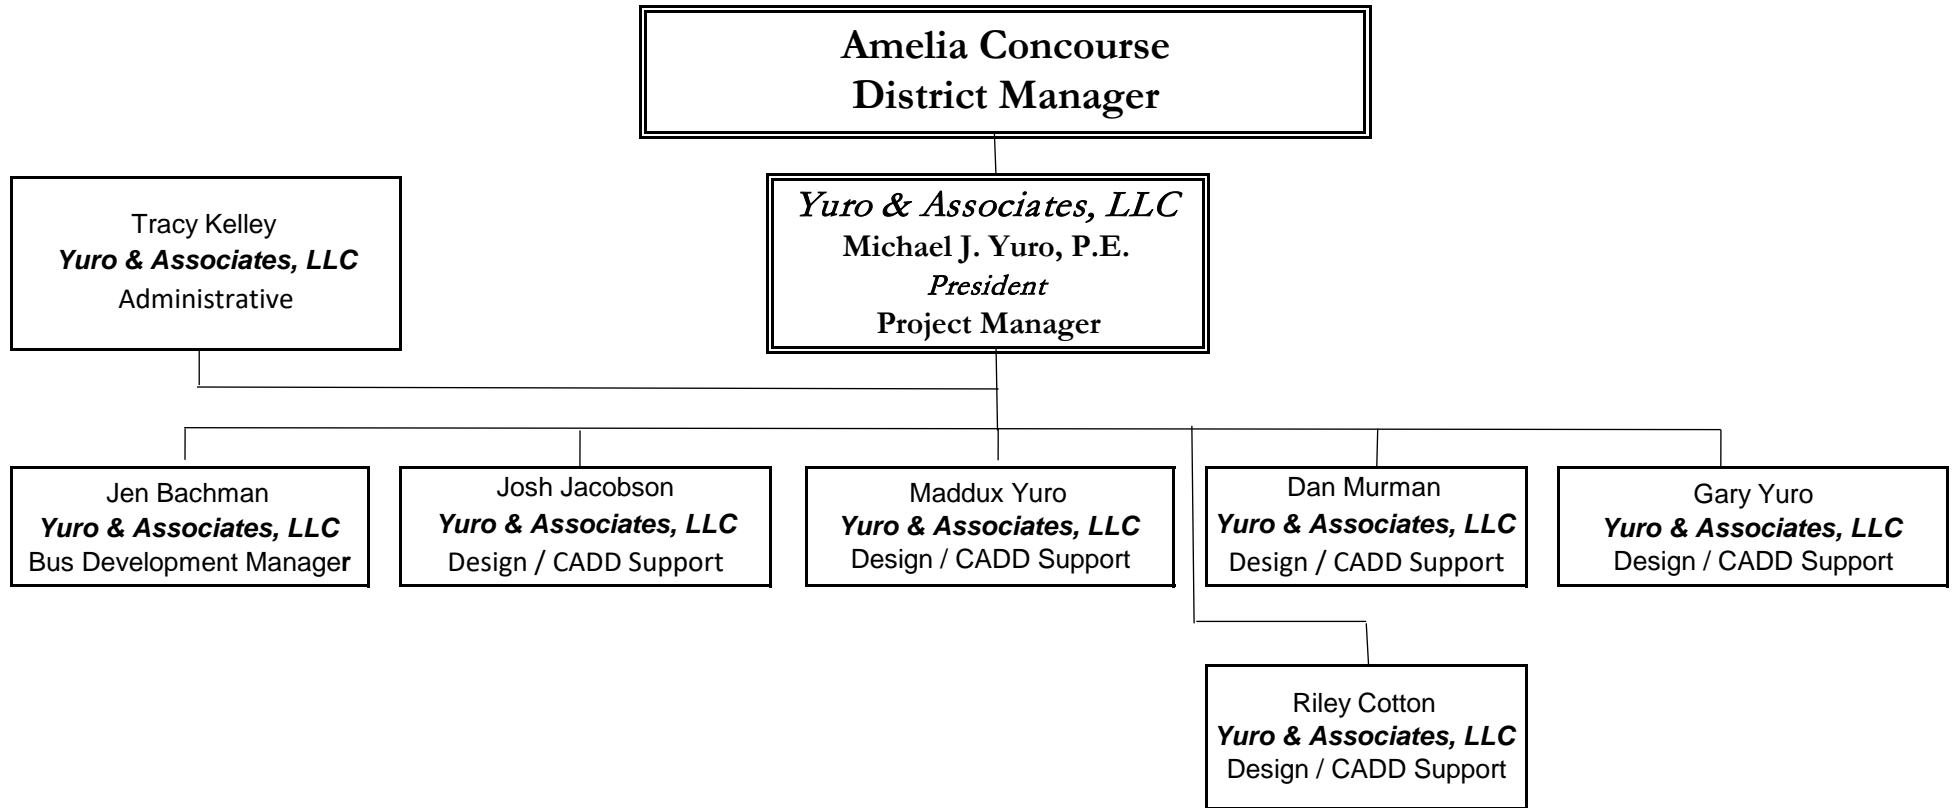 Amelia Concourse
District Manager
Tracy Kelley
Yuro & Associates, LLC
Administrative
Yuro & Associates, LLC
Michael J. Yuro, P.E.
President
Project Manager
Jen Bachman
Yuro & Associates, LLC
Bus Development Manager
Josh Jacobson
Yuro & Associates, LLC
Design / CADD Support
Maddux Yuro
Yuro & Associates, LLC
Design / CADD Support
Dan Murman
Yuro & Associates, LLC
Design / CADD Support
Gary Yuro
Yuro & Associates, LLC
Design / CADD Support
Riley Cotton
Yuro & Associates, LLC
Design / CADD Support